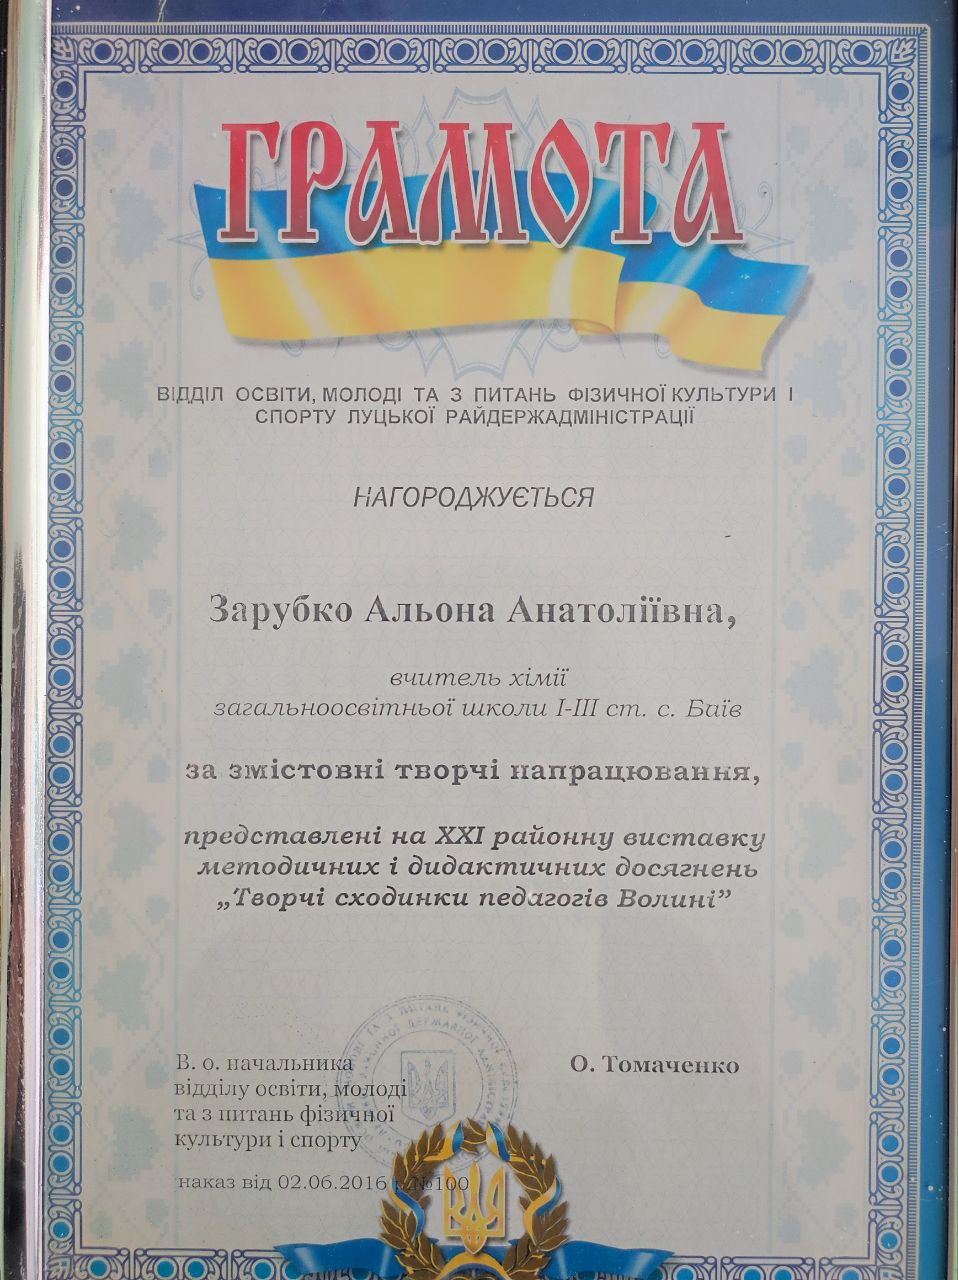 ГРАМОТА
ВІДДІЛ ОСВІТИ, МОЛОДІ ТА З ПИТАНЬ ФІЗИЧНОЇ КУЛЬТУРИ І
СПОРТУ ЛУЦЬКОЇ РАЙДЕРЖАДМІНІСТРАЦІЇ
НАГОРОДЖУЄТЬСЯ
Зарубко Альона Анатоліївна,
вчитель хімії
загальноосвітньої школи І-ІІІ ст. с. Баїв
за змістовні творчі напрацювання,
представлені на ХХІ районну виставку
методичних і дидактичних досягнень
„Творчі сходинки педагогів Волині”
В. о. начальника
відділу освіти, молоді
та з питань фізичної
культури і спорту
О. Томаченко
наказ від 02.06.2016 р №100